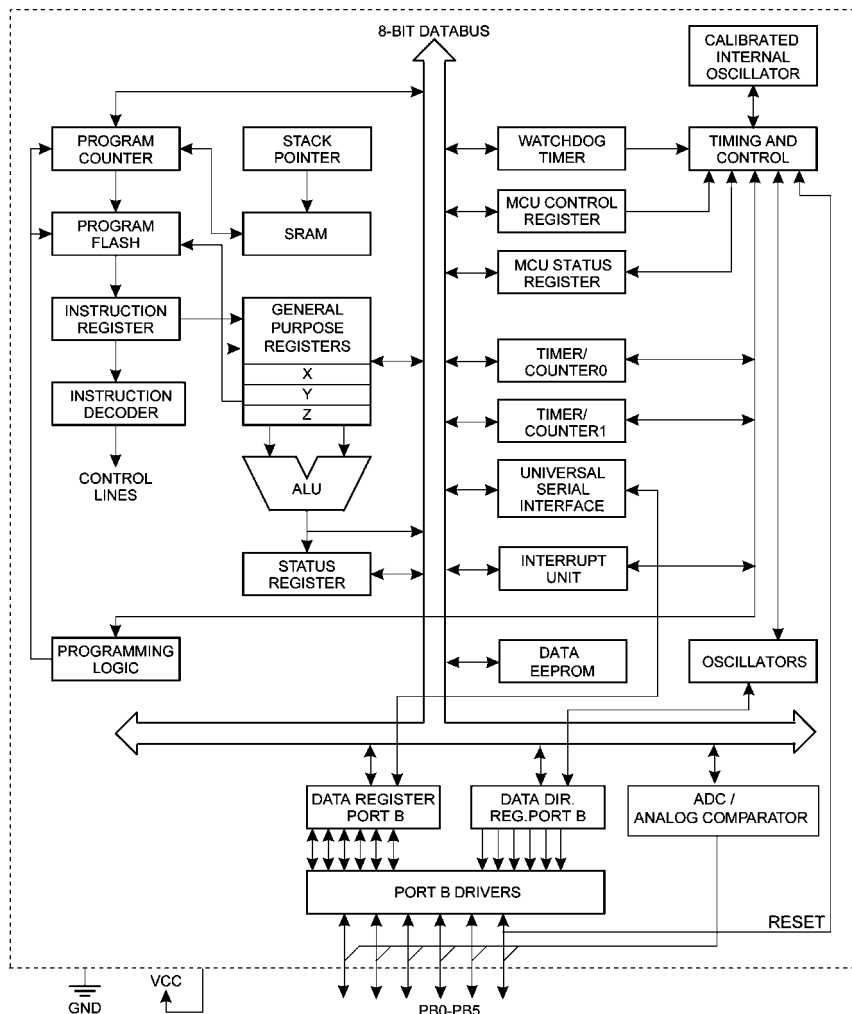 8-BIT DATABUS
CALIBRATED
INTERNAL
OSCILLATOR
PROGRAM
COUNTER
STACK
POINTER
WATCHDOG
TIMER
TIMING AND
CONTROL
PROGRAM
FLASH
SRAM
MCU CONTROL
REGISTER
MCU STATUS
REGISTER
INSTRUCTION
REGISTER
GENERAL
PURPOSE
REGISTERS
X
Y
Z
TIMER/
COUNTER0
INSTRUCTION
DECODER
TIMER/
COUNTER1
CONTROL
LINES
ALU
UNIVERSAL
SERIAL
INTERFACE
STATUS
REGISTER
INTERRUPT
UNIT
PROGRAMMING
LOGIC
DATA
EEPROM
OSCILLATORS
DATA REGISTER
PORT B
DATA DIR.
REG.PORT B
ADC /
ANALOG COMPARATOR
PORT B DRIVERS
RESET
VCC
GND
PB0-PB5